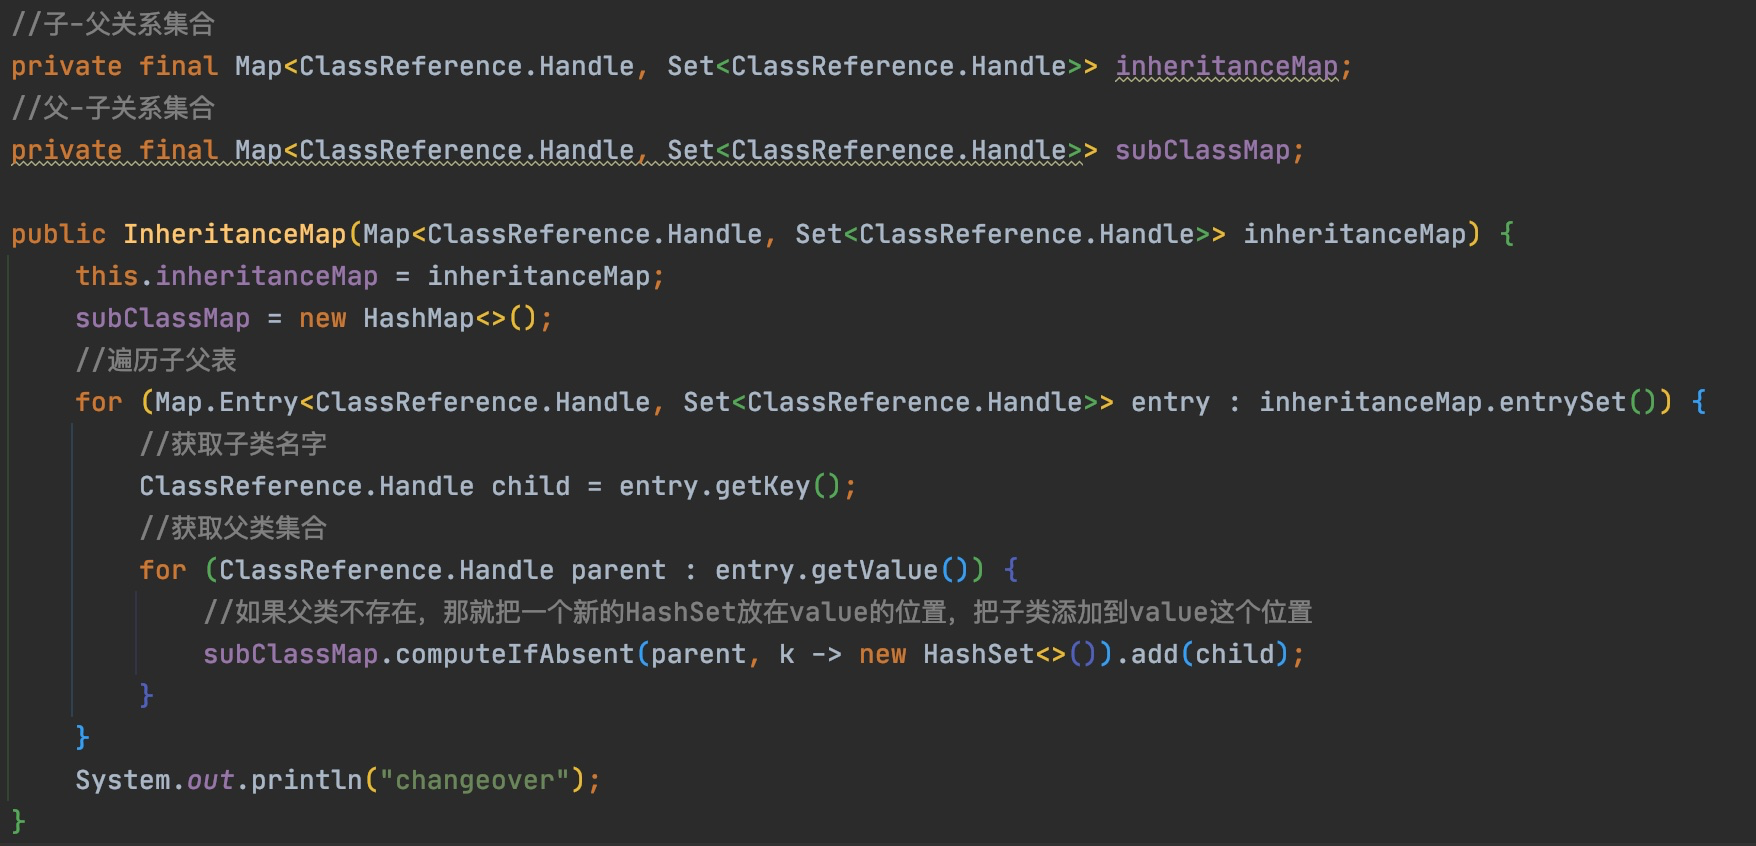 //子-父关系集合
private final Map<ClassReference.Handle, Set<ClassReference.Handle>> inheritanceMap;
//父-子关系集合
private final Map<ClassReference.Handle, Set<ClassReference.Handle>> subClassMap;
public InheritanceMap(Map<ClassReference.Handle, Set<ClassReference.Handle>> inheritanceMap) {
this.inheritanceMap = inheritanceMap;
subClassMap = new HashMap<>();
//遍历子父表
for (Map.Entry<ClassReference.Handle, Set<ClassReference.Handle>> entry : inheritanceMap.entrySet()) {
//获取子类名字
ClassReference.Handle child = entry.getKey();
//获取父类集合
for (ClassReference.Handle parent : entry.getValue()) {
//如果父类不存在，那就把一个新的HashSet放在value的位置，把子类添加到value这个位置
subClassMap.computeIfAbsent(parent, k -> new HashSet<>()).add(child);
}
}
System.out.println("changeover");
}